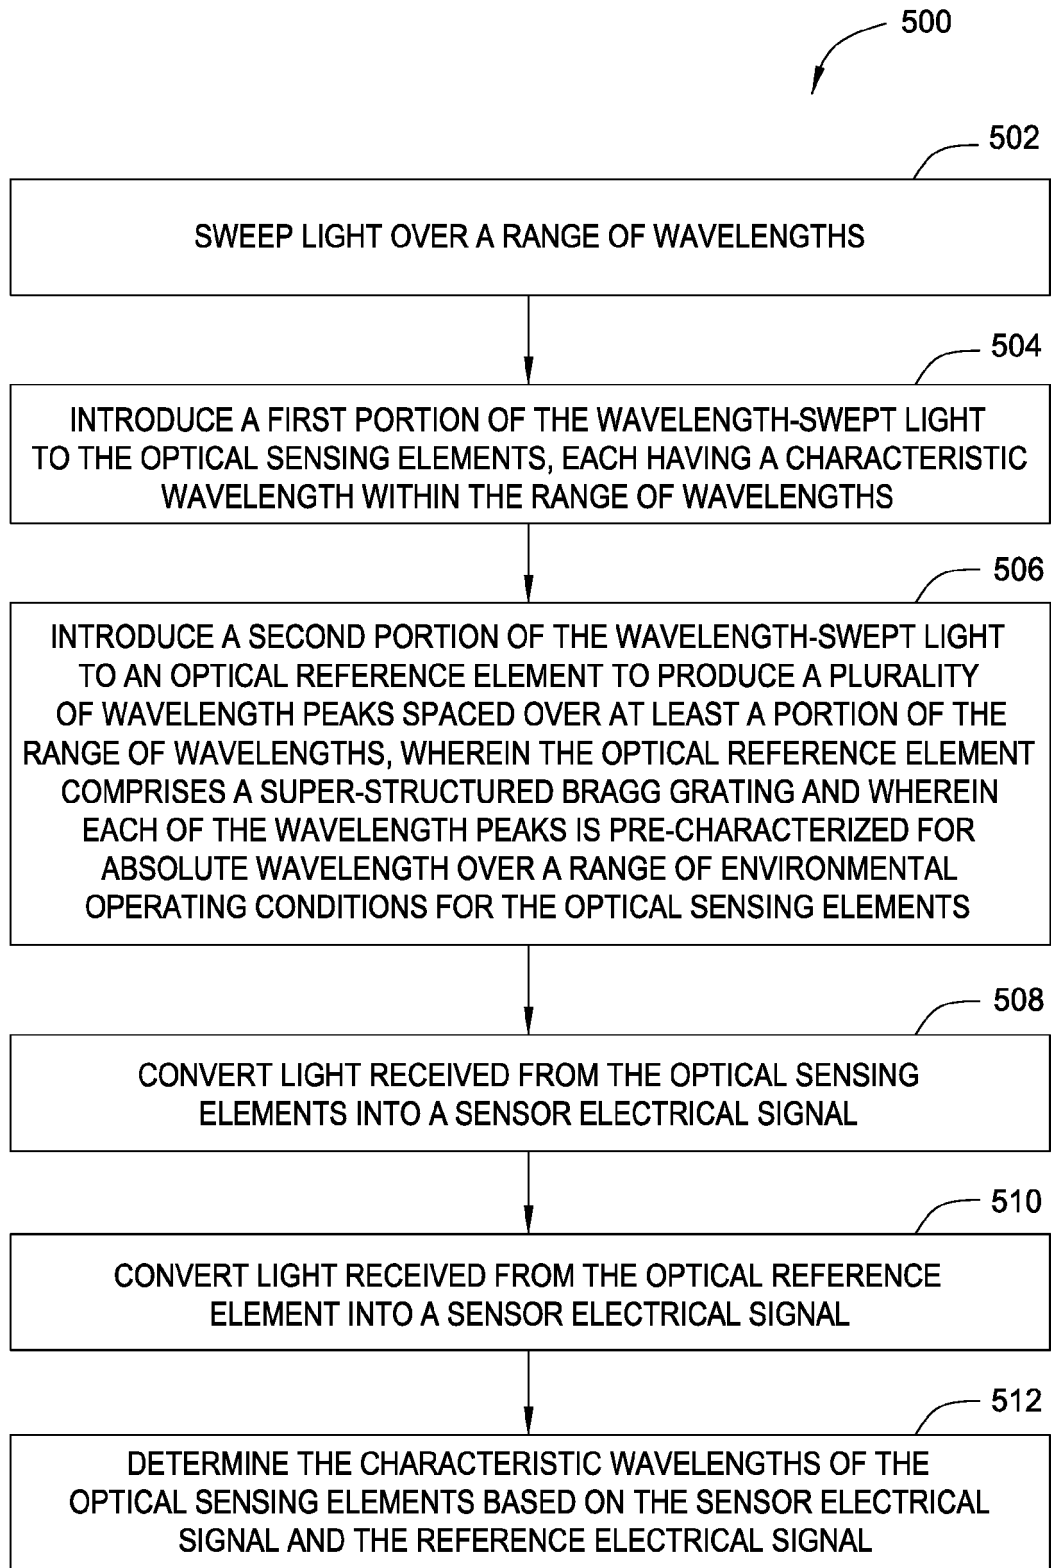 500
502
SWEEP LIGHT OVER A RANGE OF WAVELENGTHS
504
INTRODUCE A FIRST PORTION OF THE WAVELENGTH-SWEPT LIGHT
TO THE OPTICAL SENSING ELEMENTS, EACH HAVING A CHARACTERISTIC
WAVELENGTH WITHIN THE RANGE OF WAVELENGTHS
506
INTRODUCE A SECOND PORTION OF THE WAVELENGTH-SWEPT LIGHT
TO AN OPTICAL REFERENCE ELEMENT TO PRODUCE A PLURALITY
OF WAVELENGTH PEAKS SPACED OVER AT LEAST A PORTION OF THE
RANGE OF WAVELENGTHS, WHEREIN THE OPTICAL REFERENCE ELEMENT
COMPRISES A SUPER-STRUCTURED BRAGG GRATING AND WHEREIN
EACH OF THE WAVELENGTH PEAKS IS PRE-CHARACTERIZED FOR
ABSOLUTE WAVELENGTH OVER A RANGE OF ENVIRONMENTAL
OPERATING CONDITIONS FOR THE OPTICAL SENSING ELEMENTS
508
CONVERT LIGHT RECEIVED FROM THE OPTICAL SENSING
ELEMENTS INTO A SENSOR ELECTRICAL SIGNAL
510
CONVERT LIGHT RECEIVED FROM THE OPTICAL REFERENCE
ELEMENT INTO A SENSOR ELECTRICAL SIGNAL
512
DETERMINE THE CHARACTERISTIC WAVELENGTHS OF THE
OPTICAL SENSING ELEMENTS BASED ON THE SENSOR ELECTRICAL
SIGNAL AND THE REFERENCE ELECTRICAL SIGNAL